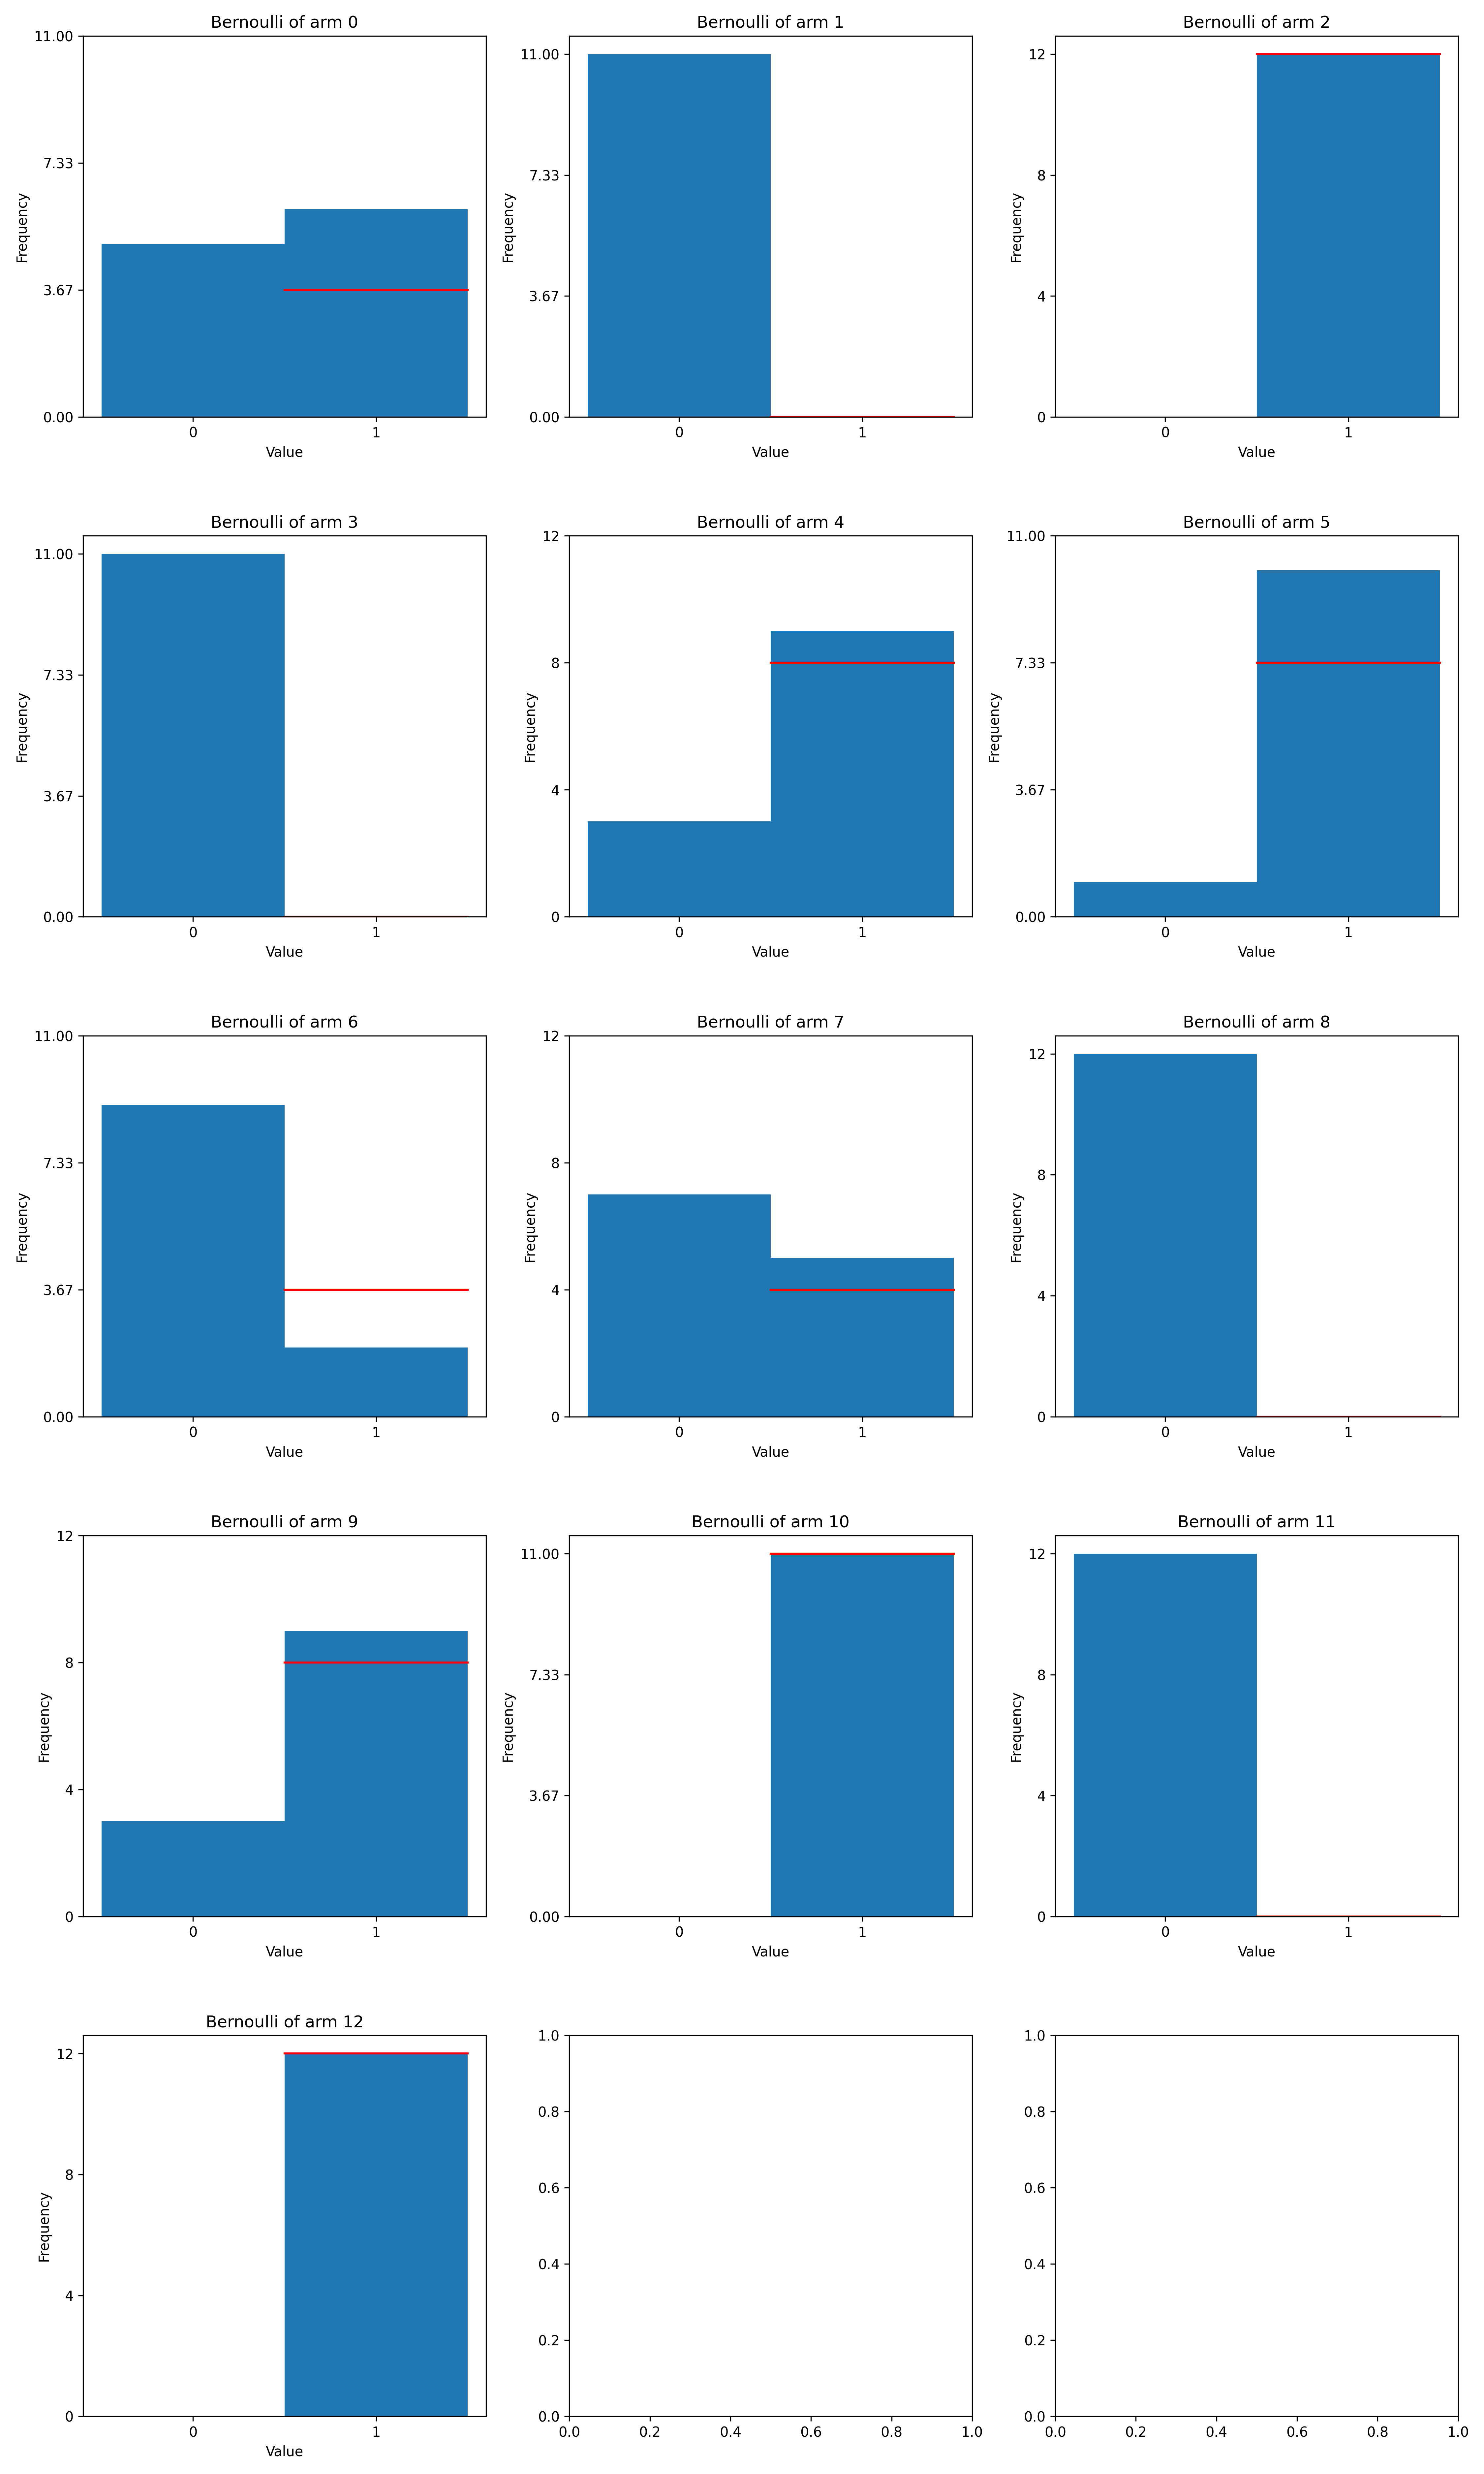 Bernoulli of arm 0
11.00
7.33
3.67
0.00
Frequency
0 1
Value
Bernoulli of arm 1
11.00
7.33
3.67
0.00
Frequency
0 1
Value
Bernoulli of arm 2
12
8
4
0
Frequency
0 1
Value
Bernoulli of arm 3
11.00
7.33
3.67
0.00
Frequency
0 1
Value
Bernoulli of arm 4
12
8
4
0
Frequency
0 1
Value
Bernoulli of arm 5
11.00
7.33
3.67
0.00
Frequency
0 1
Value
Bernoulli of arm 6
11.00
7.33
3.67
0.00
Frequency
0 1
Value
Bernoulli of arm 7
12
8
4
0
Frequency
0 1
Value
Bernoulli of arm 8
12
8
4
0
Frequency
0 1
Value
Bernoulli of arm 9
12
8
4
0
Frequency
0 1
Value
Bernoulli of arm 10
11.00
7.33
3.67
0.00
Frequency
0 1
Value
Bernoulli of arm 11
12
8
4
0
Frequency
0 1
Value
Bernoulli of arm 12
12
8
4
0
Frequency
0 1
Value
1.0
0.8
0.6
0.4
0.2
0.0
0.0 0.2 0.4 0.6 0.8 1.0
1.0
0.8
0.6
0.4
0.2
0.0
0.0 0.2 0.4 0.6 0.8 1.0